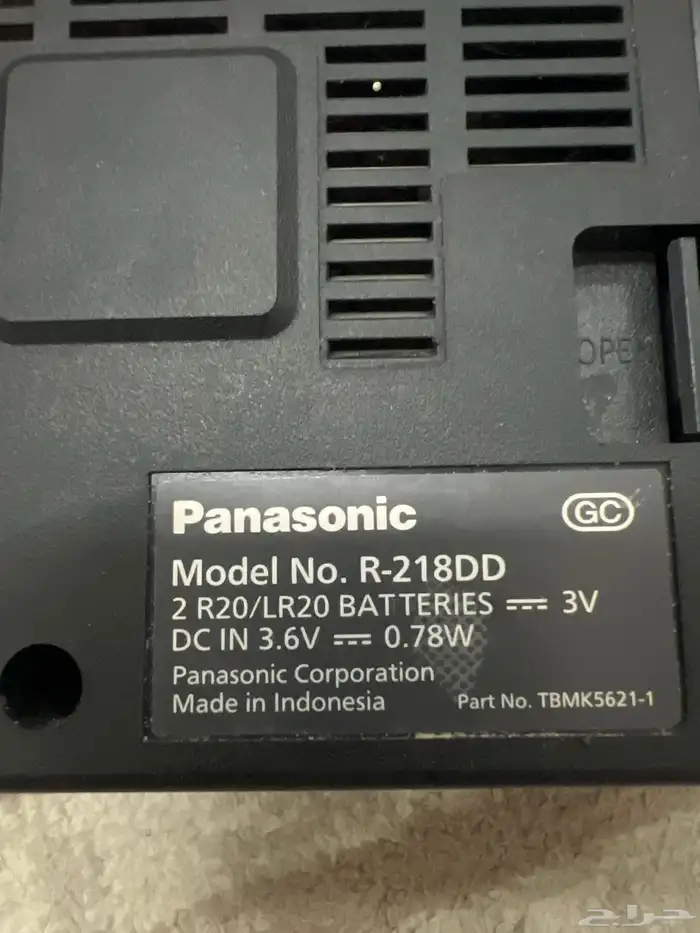 OPEN
Panasonic
GC
Model No. R-218DD
2 R20/LR20 BATTERIES ⎓ 3V
DC IN 3.6V ⎓ 0.78W
Panasonic Corporation
Made in Indonesia
Part No. TBMK5621-1
حراج